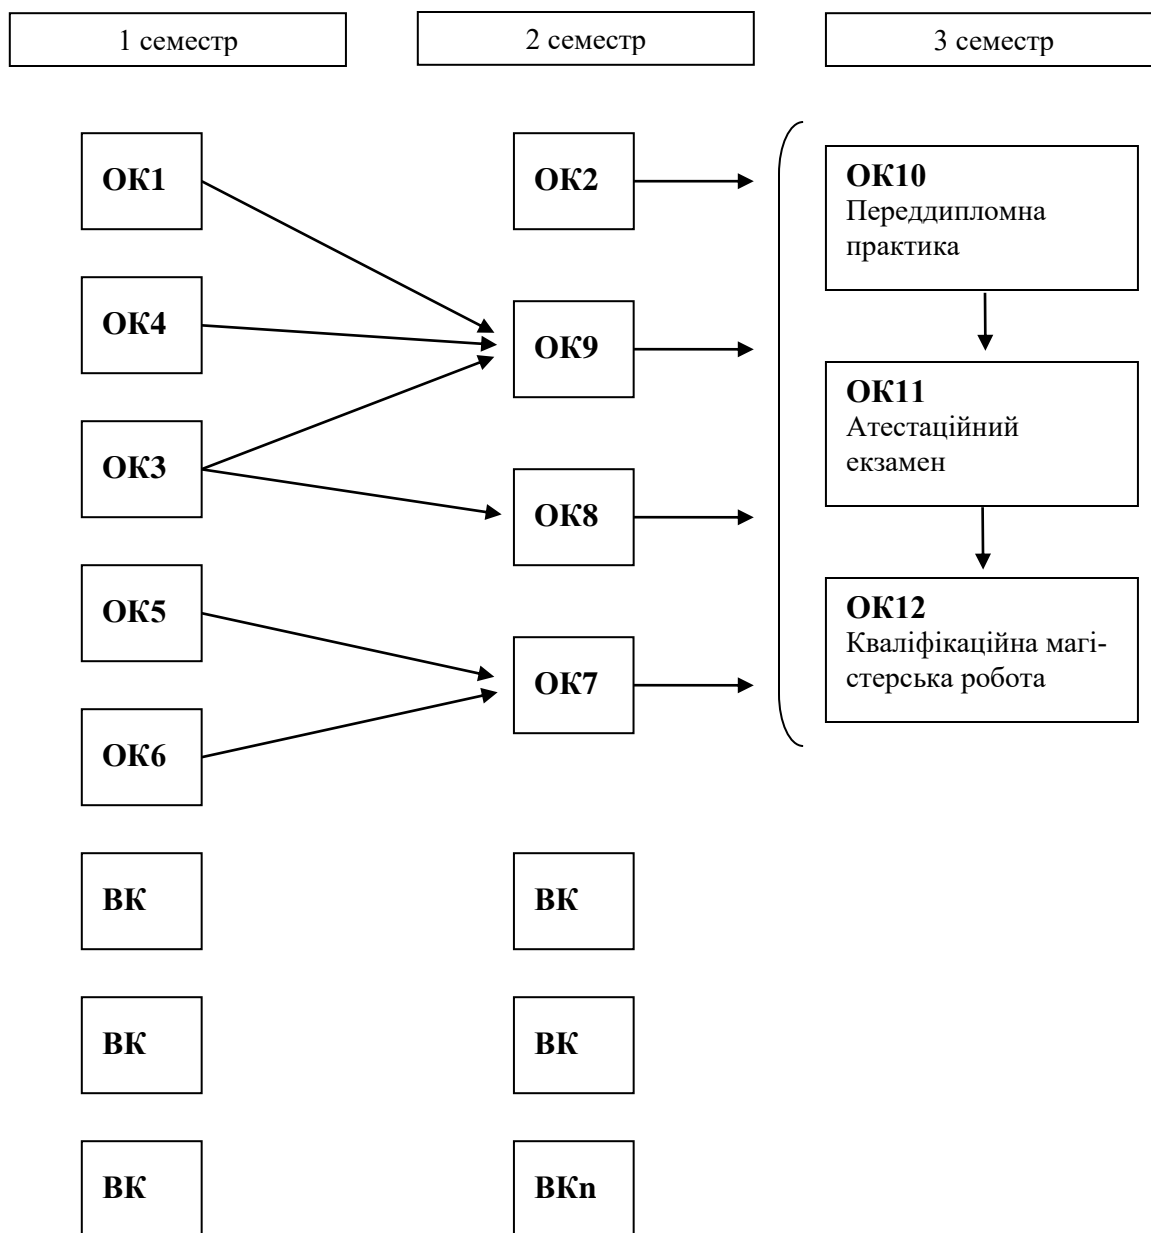 1 семестр
2 семестр
3 семестр
ОК1
ОК2
ОК10
Переддипломна
практика
ОК4
ОК9
ОК11
Атестаційний
екзамен
ОК3
ОК8
ОК5
ОК7
ОК12
Кваліфікаційна магі-
стерська робота
ОК6
ВК
ВК
ВК
ВК
ВК
ВКn